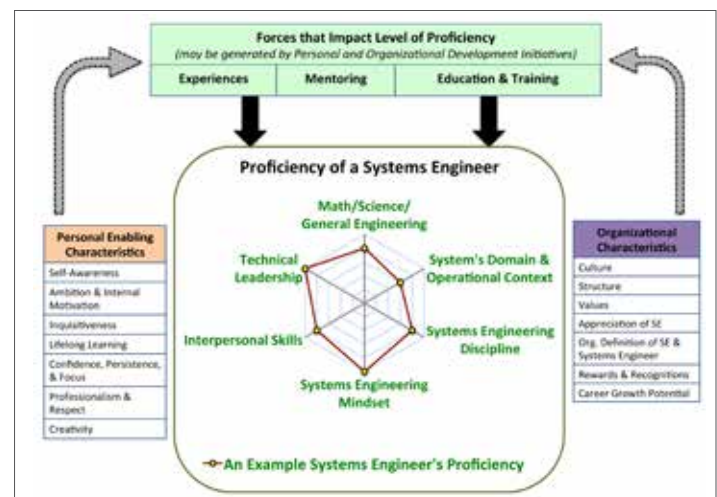 Forces that Impact Level of Proficiency
(may be generated by Personal and Organizational Development Initiatives)
Experiences
Mentoring
Education & Training
Proficiency of a Systems Engineer
Math/Science/
General Engineering
System's Domain &
Operational Context
Systems Engineering
Discipline
Systems Engineering
Mindset
Interpersonal Skills
Technical
Leadership
An Example Systems Engineer's Proficiency
Personal Enabling
Characteristics
Self-Awareness
Ambition & Internal
Motivation
Inquisitiveness
Lifelong Learning
Confidence, Persistence,
& Focus
Professionalism &
Respect
Creativity
Organizational
Characteristics
Culture
Structure
Values
Appreciation of SE
Org. Definition of SE &
Systems Engineer
Rewards & Recognitions
Career Growth Potential